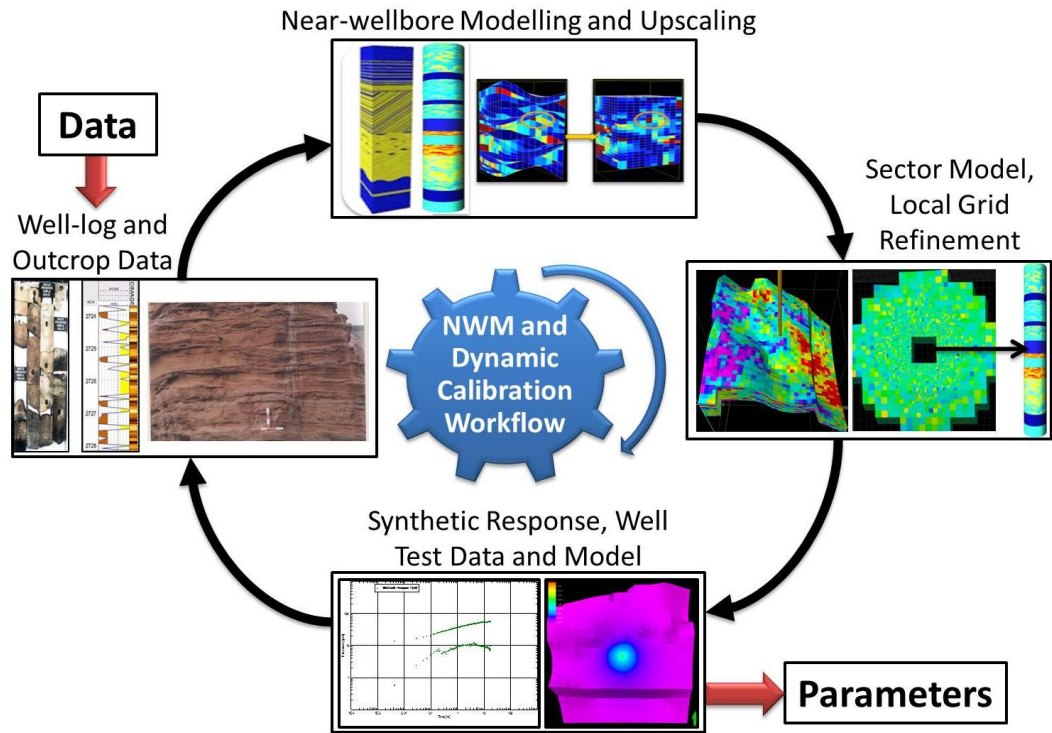 Near-wellbore Modelling and Upscaling
Data
Well-log and
Outcrop Data
2724
2725
2726
2727
2728
Sector Model,
Local Grid
Refinement
NWM and
Dynamic
Calibration
Workflow
Synthetic Response, Well
Test Data and Model
1
Parameters